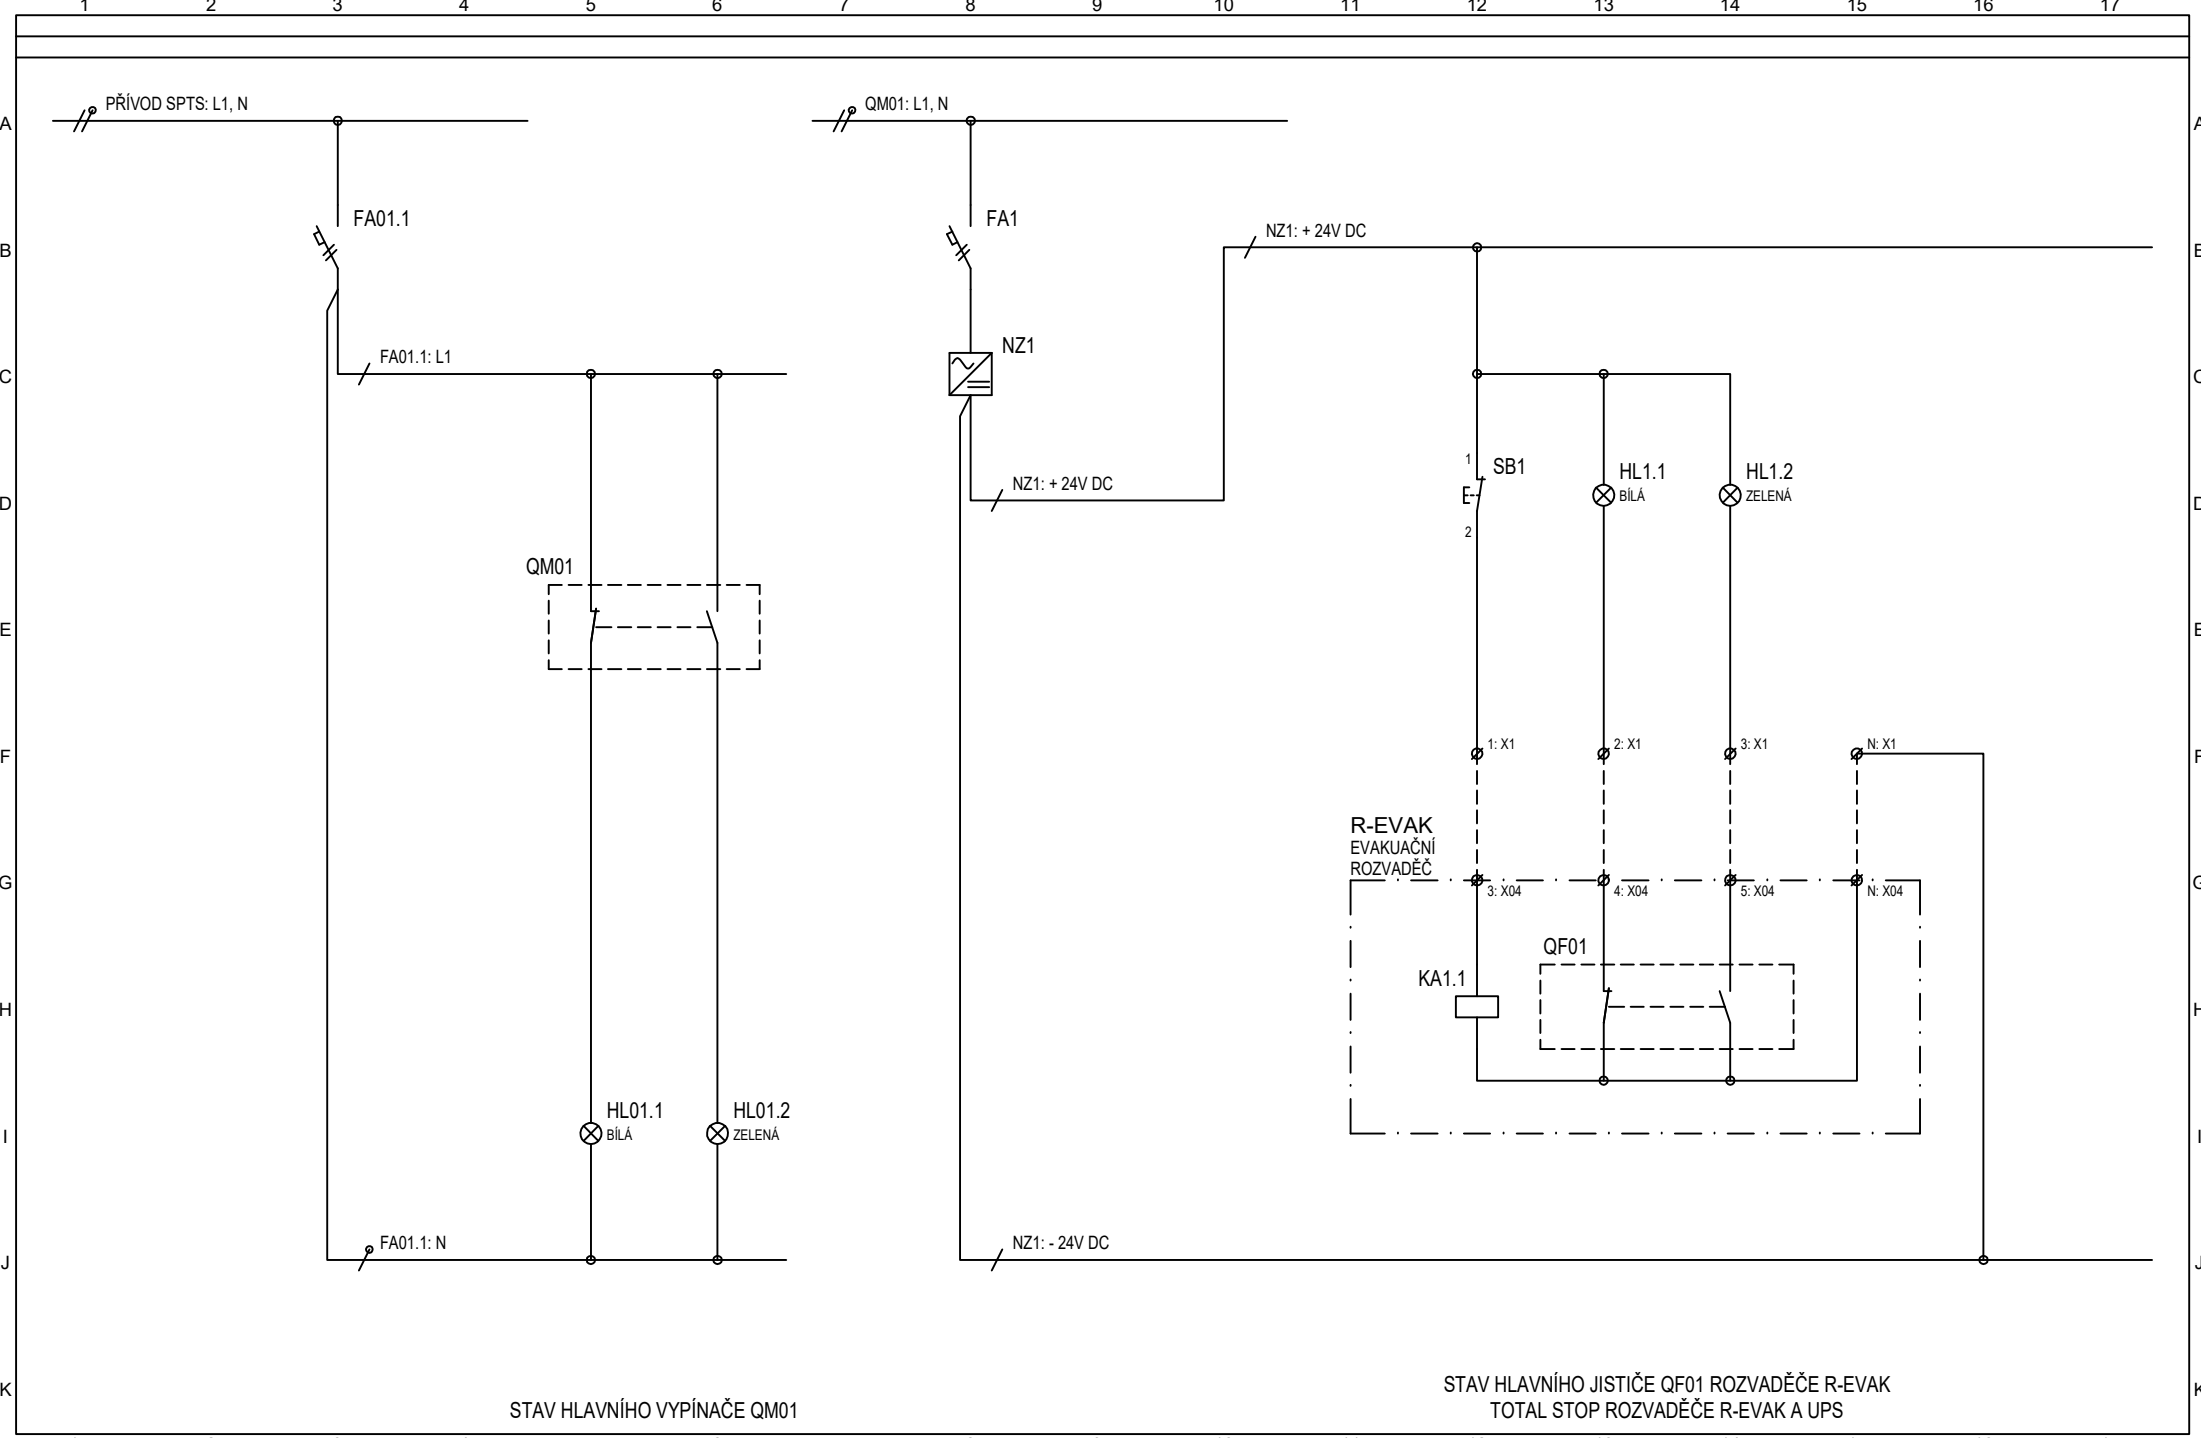 1 2 3 4 5 6 7 8 9 10 11 12 13 14 15 16 17
A PŘÍVOD SPTS: L1, N QM01: L1, N A
FA01.1 FA1
B NZ1: + 24V DC
NZ1
FA01.1: L1
C
1 SB1 HL1.1 HL1.2
BÍLÁ ZELENÁ
NZ1: + 24V DC
D
2
QM01
E
1: X1 2: X1 3: X1 N: X1
F
R-EVAK
EVAKUAČNÍ
ROZVADĚČ
G
3: X04 4: X04 5: X04 N: X04
QF01
KA1.1
H
HL01.1 HL01.2
I BÍLÁ ZELENÁ I
FA01.1: N NZ1: - 24V DC
J
STAV HLAVNÍHO JISTIČE QF01 ROZVADĚČE R-EVAK
K
STAV HLAVNÍHO VYPÍNAČE QM01 TOTAL STOP ROZVADĚČE R-EVAK A UPS